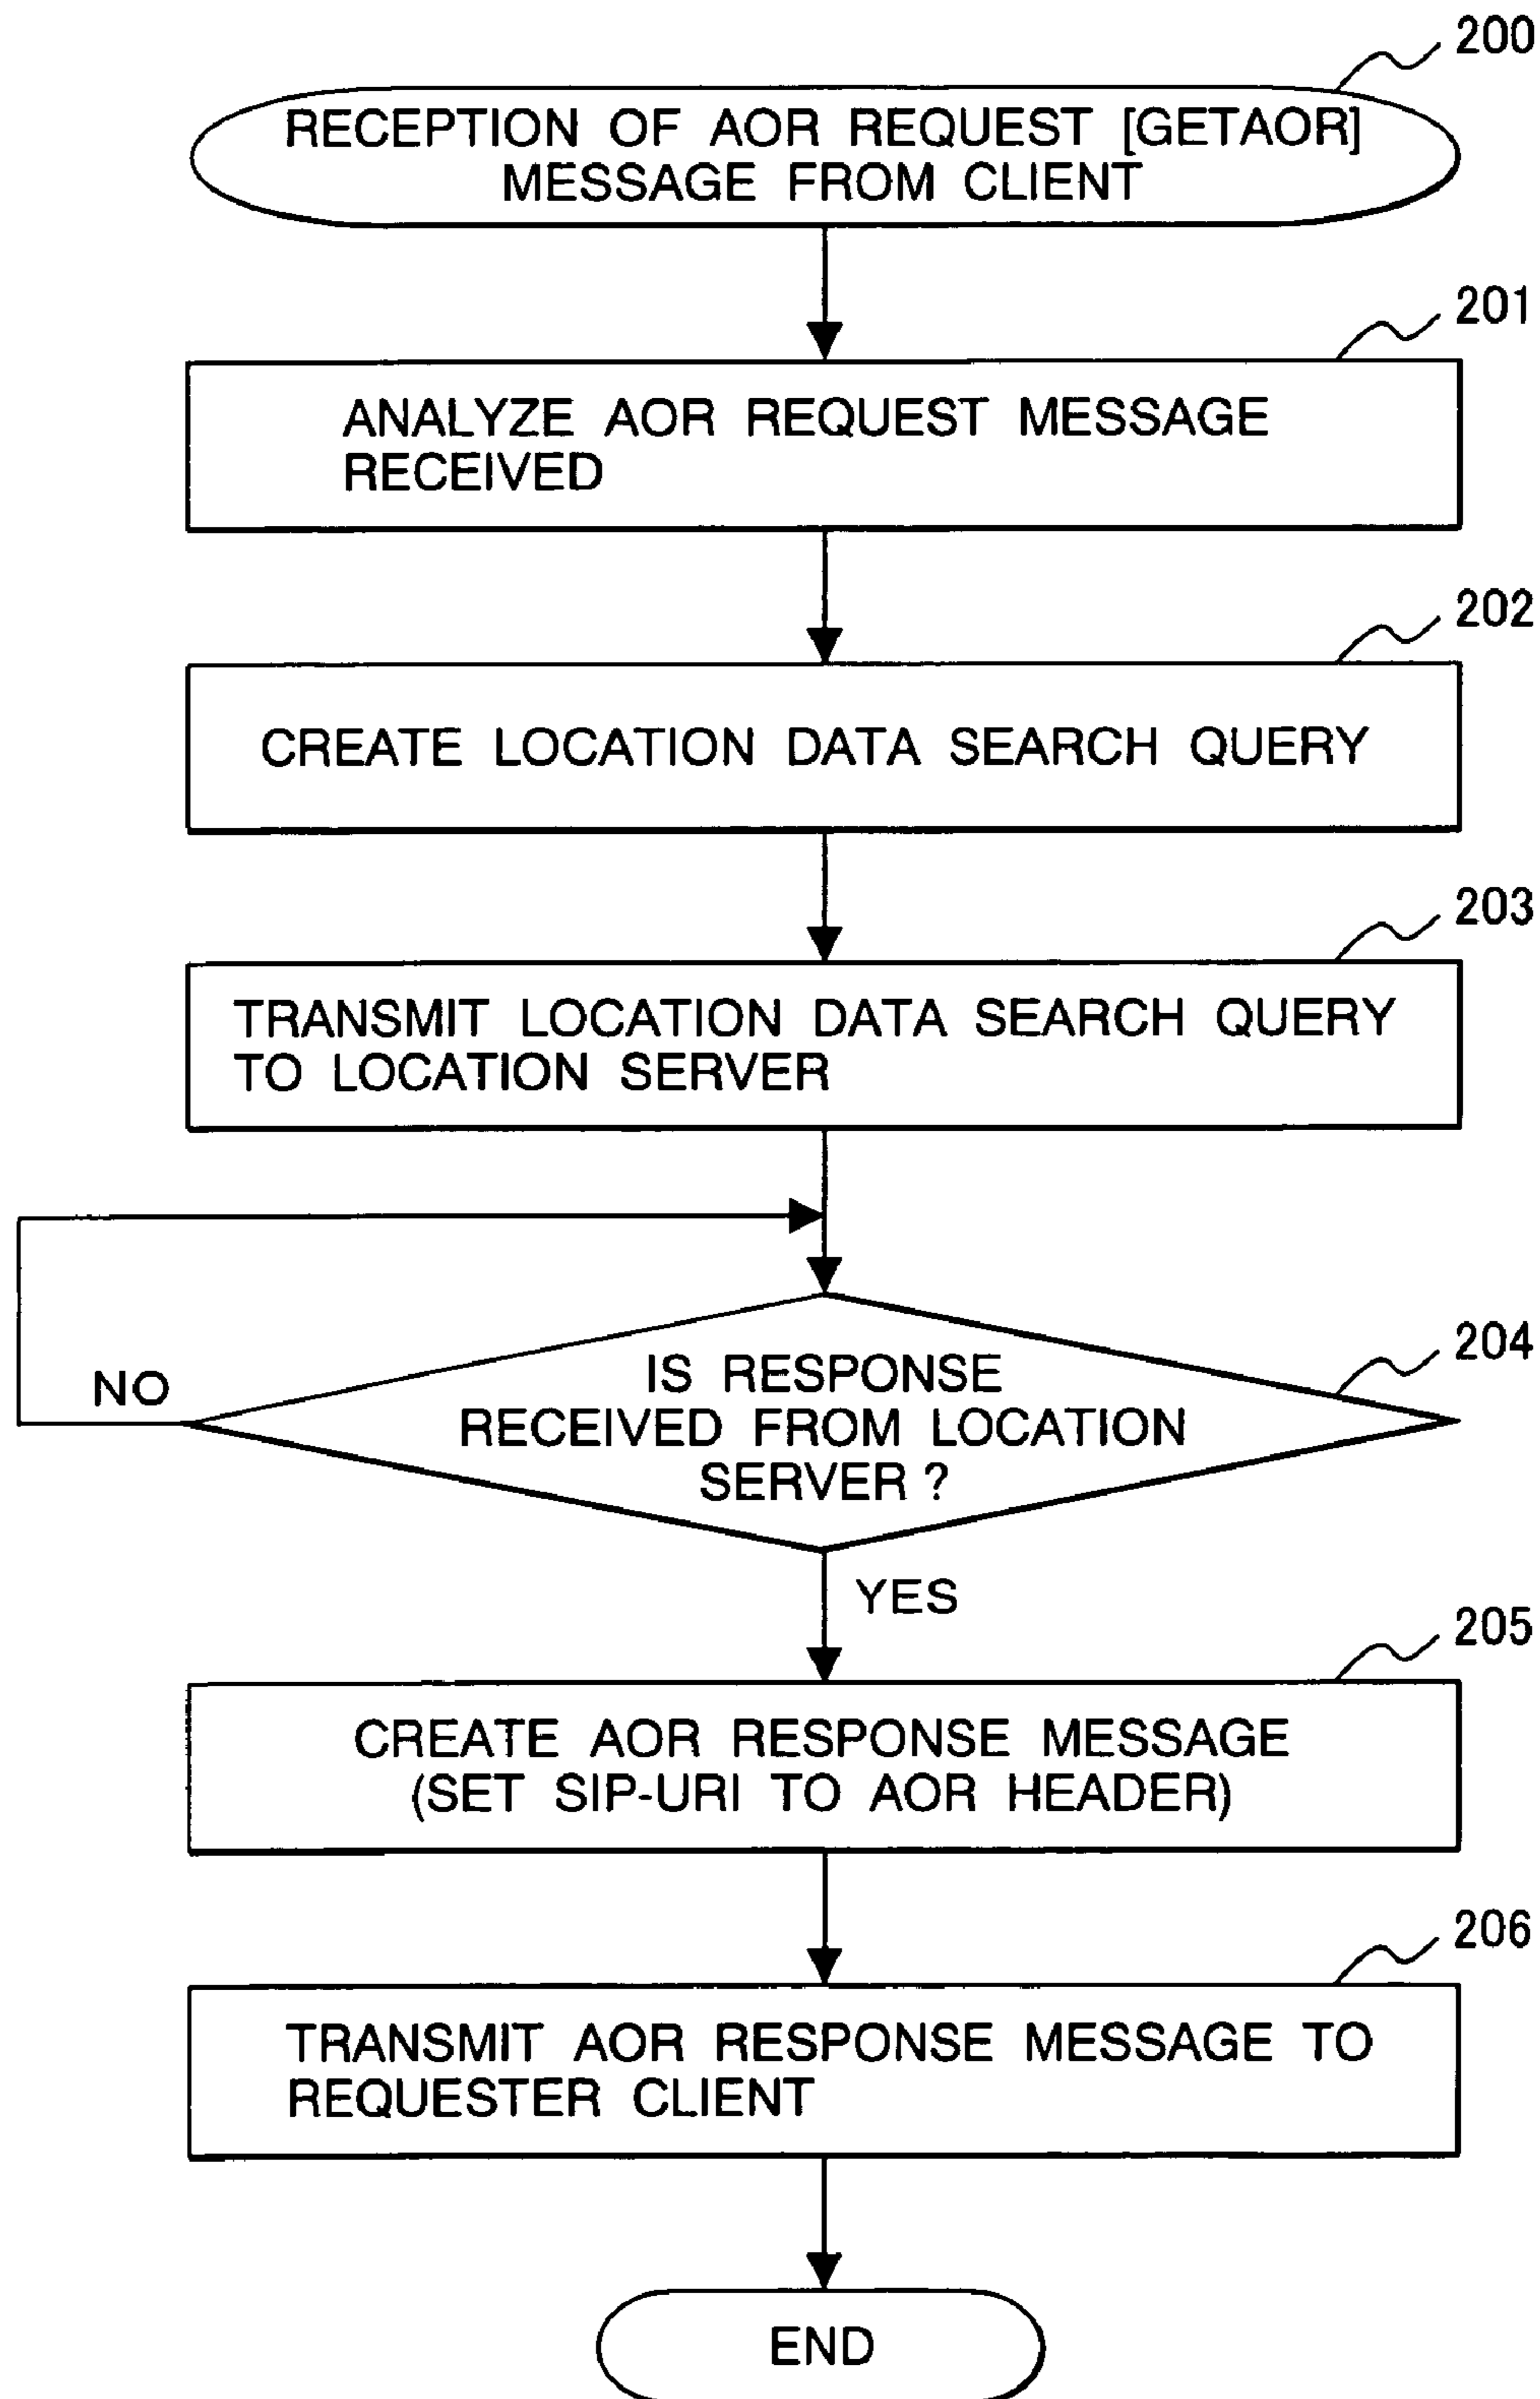 200
RECEPTION OF AOR REQUEST [GETAOR]
MESSAGE FROM CLIENT
201
ANALYZE AOR REQUEST MESSAGE
RECEIVED
202
CREATE LOCATION DATA SEARCH QUERY
203
TRANSMIT LOCATION DATA SEARCH QUERY
TO LOCATION SERVER
204
NO
IS RESPONSE
RECEIVED FROM LOCATION
SERVER ?
YES
205
CREATE AOR RESPONSE MESSAGE
(SET SIP-URI TO AOR HEADER)
206
TRANSMIT AOR RESPONSE MESSAGE TO
REQUESTER CLIENT
END